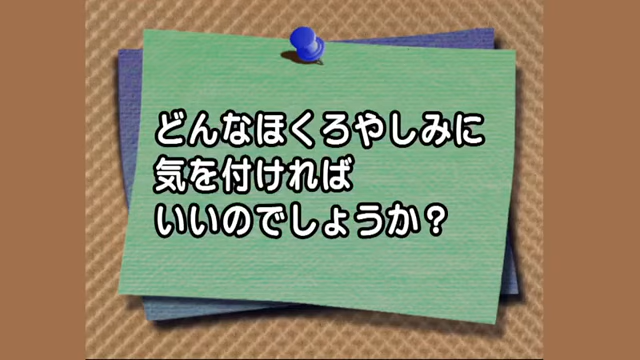 どんなほくろやしみに
気を付ければ
いいのでしょうか？